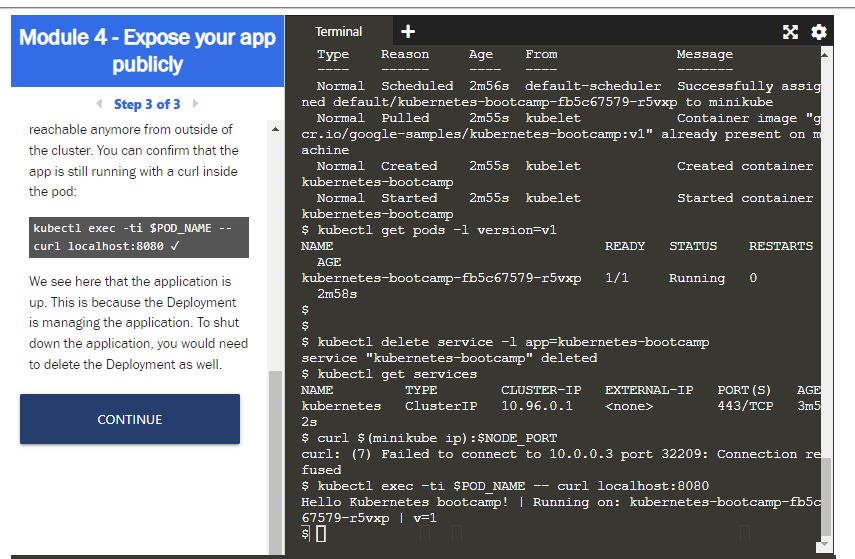 Module 4 - Expose your app
publicly
Step 3 of 3
reachable anymore from outside of
the cluster. You can confirm that the
app is still running with a curl inside
the pod:
kubectl exec -ti $POD_NAME --
curl localhost:8080 ✓
We see here that the application is
up. This is because the Deployment
is managing the application. To shut
down the application, you would need
to delete the Deployment as well.
CONTINUE
Terminal
+
Type Reason Age From Message
---- ------ ---- ---- -------
Normal Scheduled 2m56s default-scheduler Successfully assig
ned default/kubernetes-bootcamp-fb5c67579-r5vxp to minikube
Normal Pulled 2m55s kubelet Container image "g
cr.io/google-samples/kubernetes-bootcamp:v1" already present on m
achine
Normal Created 2m55s kubelet Created container
kubernetes-bootcamp
Normal Started 2m55s kubelet Started container
kubernetes-bootcamp
$ kubectl get pods -l version=v1
NAME READY STATUS RESTARTS
AGE
kubernetes-bootcamp-fb5c67579-r5vxp 1/1 Running 0
2m58s
$
$
$ kubectl delete service -l app=kubernetes-bootcamp
service "kubernetes-bootcamp" deleted
$ kubectl get services
NAME TYPE CLUSTER-IP EXTERNAL-IP PORT(S) AGE
kubernetes ClusterIP 10.96.0.1 <none> 443/TCP 3m5
2s
$ curl $(minikube ip):$NODE_PORT
curl: (7) Failed to connect to 10.0.0.3 port 32209: Connection re
fused
$ kubectl exec -ti $POD_NAME -- curl localhost:8080
Hello Kubernetes bootcamp! | Running on: kubernetes-bootcamp-fb5c
67579-r5vxp | v=1
$